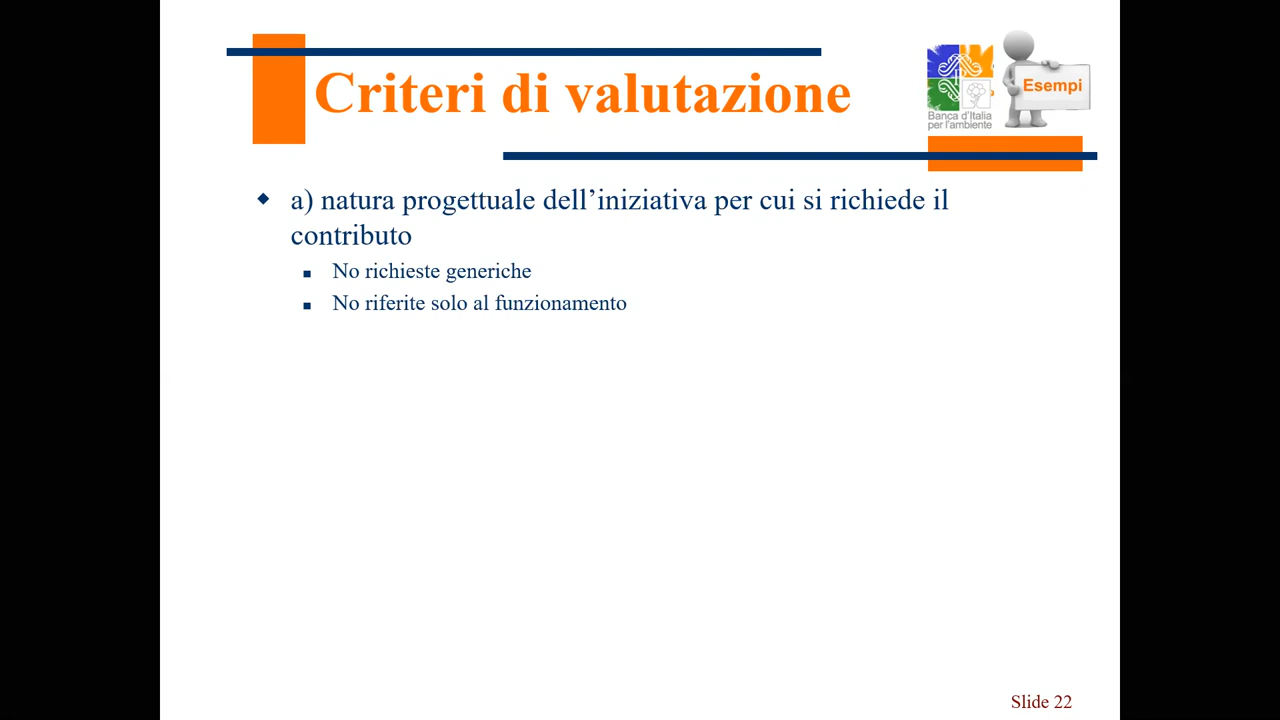 Criteri di valutazione
Esempi
Banca d'Italia
per l'ambiente
a) natura progettuale dell’iniziativa per cui si richiede il
contributo
No richieste generiche
No riferite solo al funzionamento
Slide 22